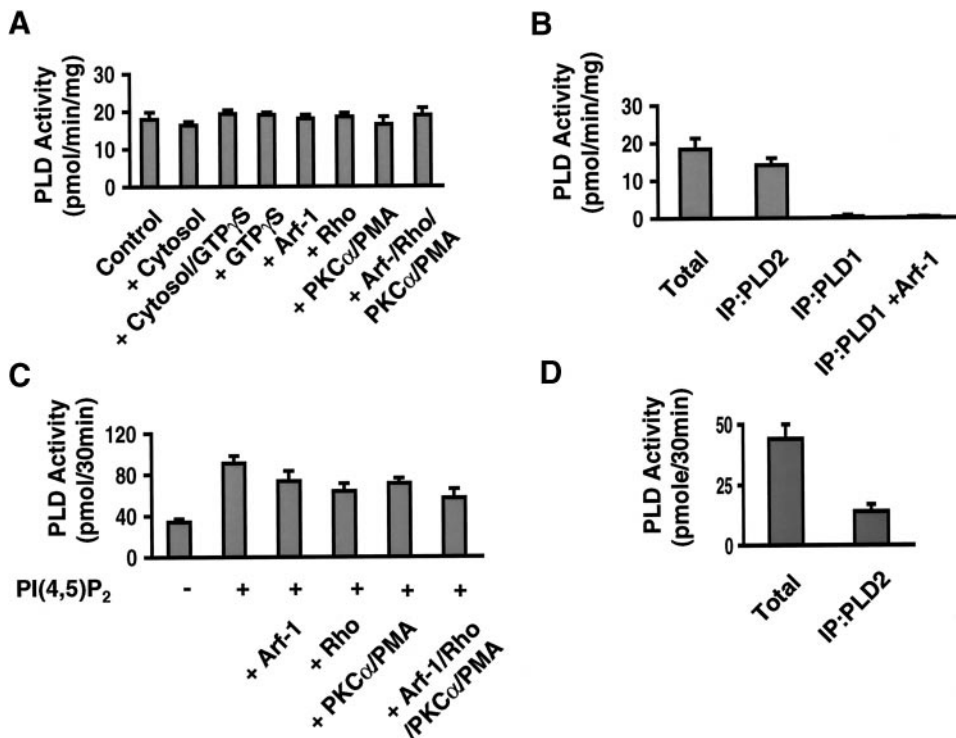 A
PLD Activity
(pmol/min/mg)
30
20
10
0
Control
+ Cytosol
+ Cytosol/GTPγS
+ GTPγS
+ Arf-1
+ Rho
+ PKCα/PMA
+ Arf-/Rho/
PKCα/PMA
B
PLD Activity
(pmol/min/mg)
30
20
10
0
Total
IP:PLD2
IP:PLD1
IP:PLD1 +Arf-1
C
PLD Activity
(pmol/30min)
120
80
40
0
PI(4,5)P₂ - + + + + +
+ Arf-1
+ Rho
+ PKCα/PMA
+ Arf-1/Rho
/PKCα/PMA
D
PLD Activity
(pmole/30min)
50
25
0
Total
IP:PLD2